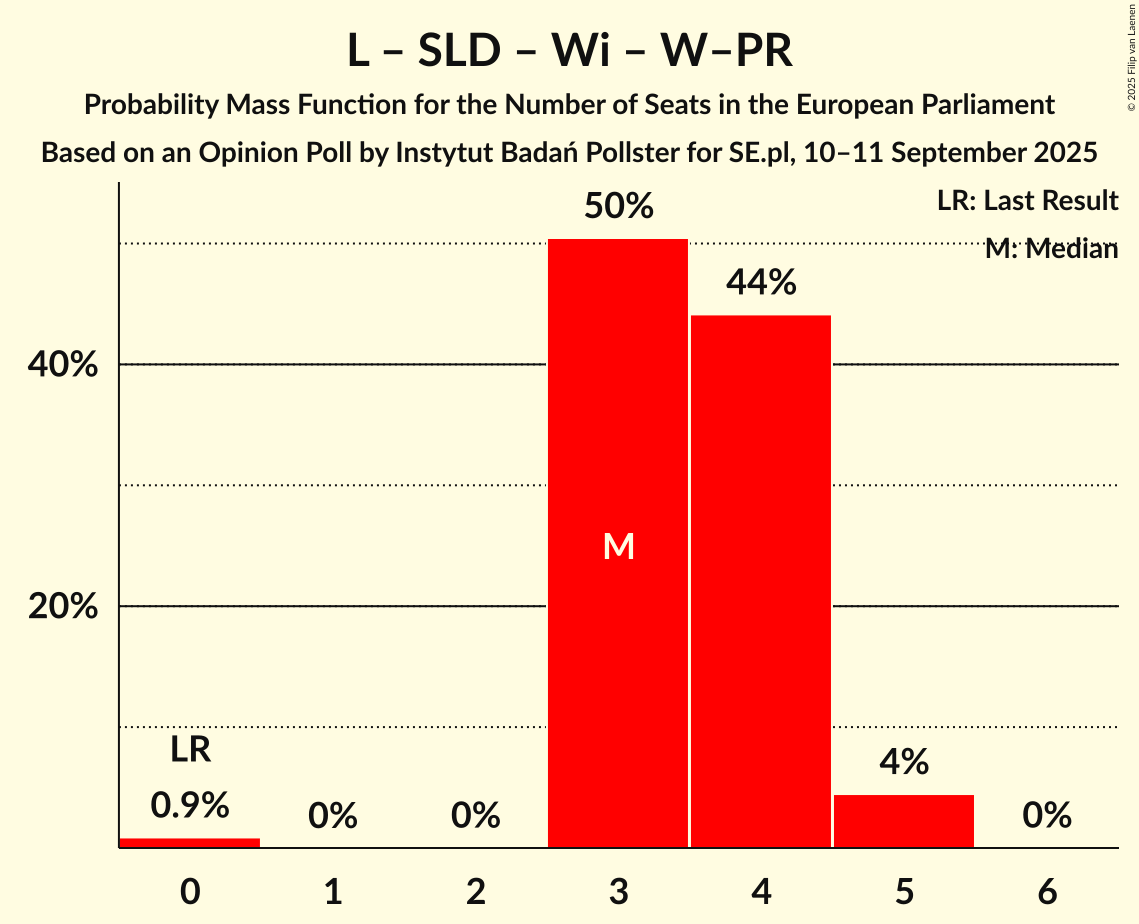 L – SLD – Wi – W–PR
Probability Mass Function for the Number of Seats in the European Parliament
Based on an Opinion Poll by Instytut Badań Pollster for SE.pl, 10–11 September 2025
© 2025 Filip van Laenen
LR: Last Result
M: Median
50%
44%
40%
M
20%
LR
0.9%
0%
0%
4%
0%
0 1 2 3 4 5 6